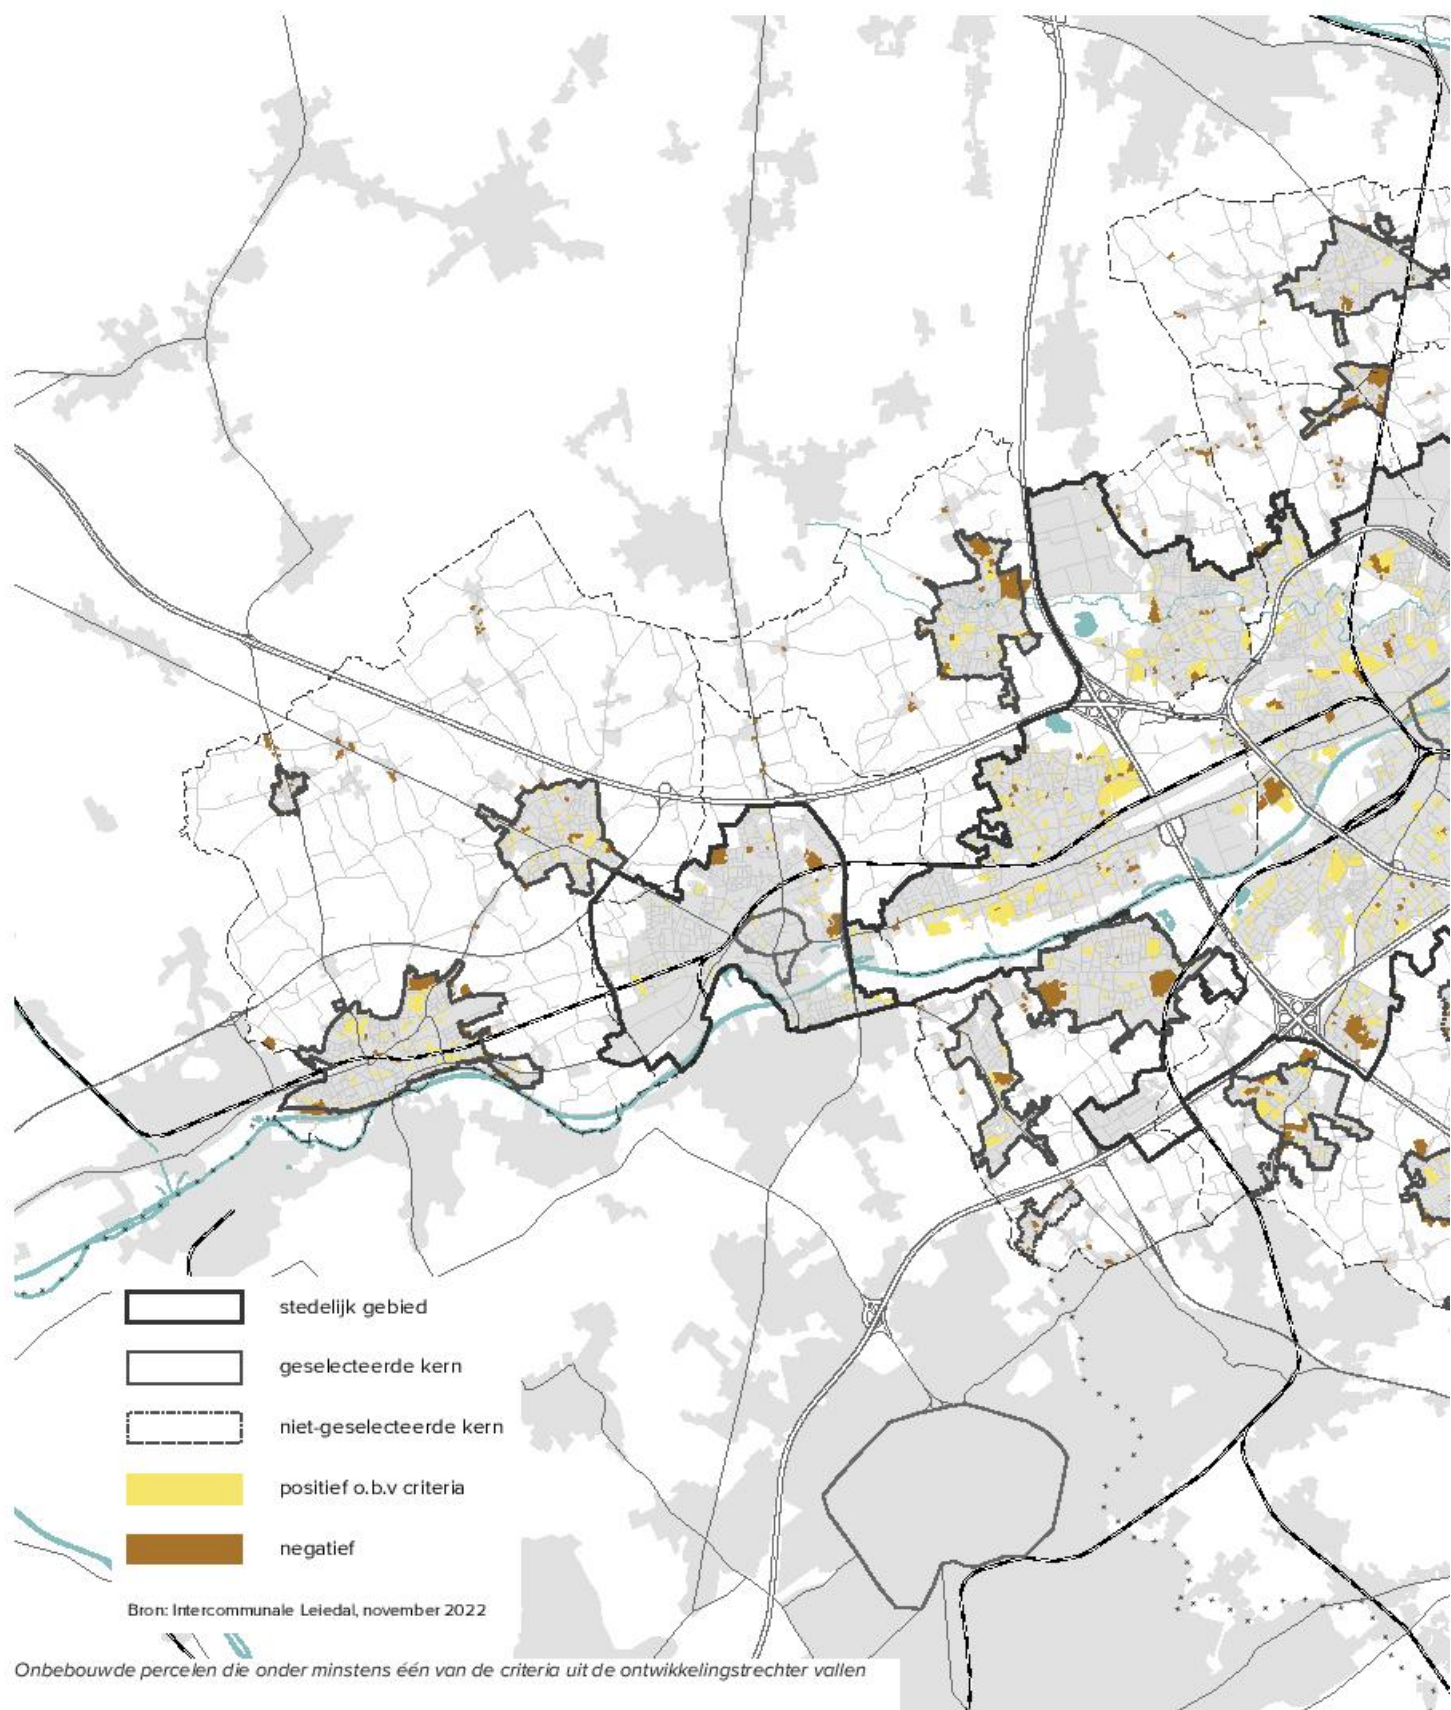 stedelijk gebied
geselecteerde kern
niet-geselecteerde kern
positief o.b.v criteria
negatief
Bron: Intercommunale Leiedal, november 2022
Onbebouwde percelen die onder minstens één van de criteria uit de ontwikkelingstrechter vallen